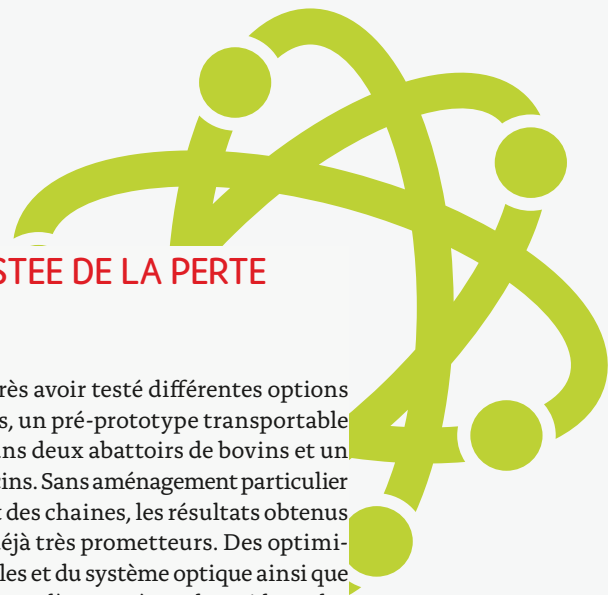 STEE DE LA PERTE
rès avoir testé différentes options
s, un pré-prototype transportable
ns deux abattoirs de bovins et un
cins. Sans aménagement particulier
t des chaines, les résultats obtenus
éjà très prometteurs. Des optimi-
les et du système optique ainsi que